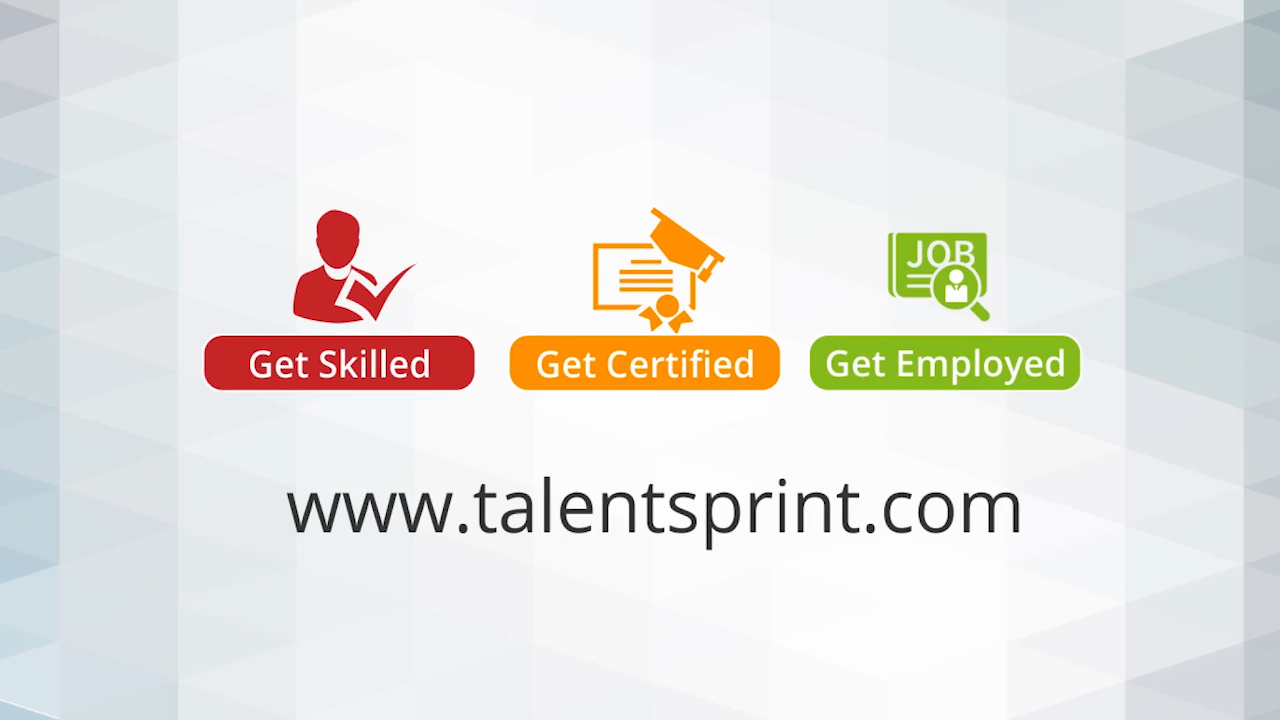 JOB
Get Skilled
Get Certified
Get Employed
www.talentsprint.com